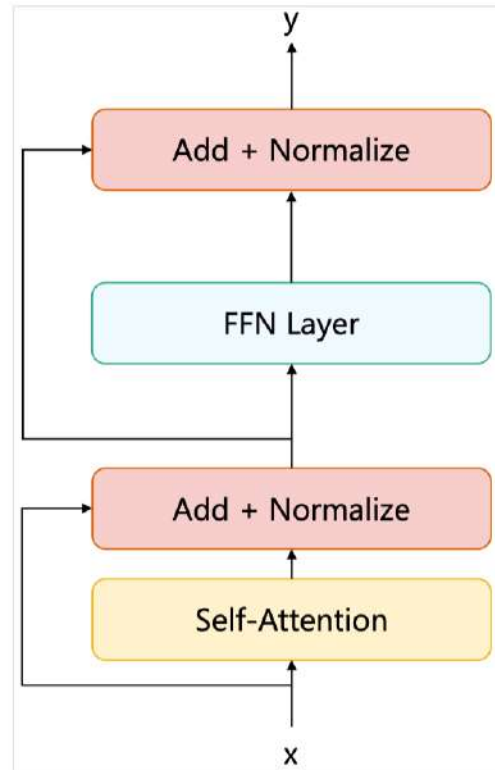 y
Add + Normalize
FFN Layer
Add + Normalize
Self-Attention
x